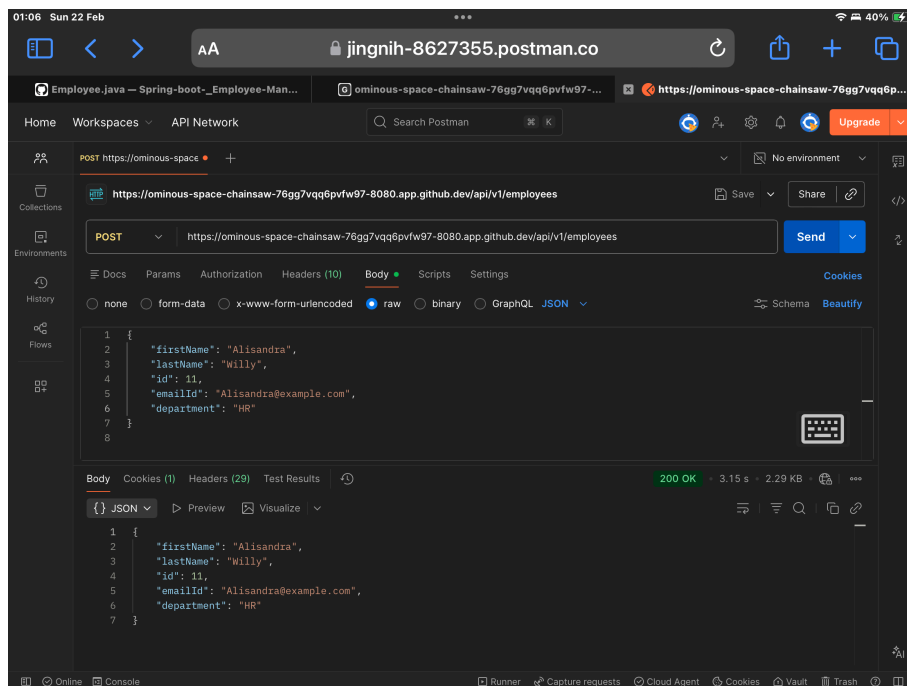 01:06 Sun 22 Feb
40%
AA
jingnih-8627355.postman.co
Employee.java — Spring-boot-_Employee-Man...
G ominous-space-chainsaw-76gg7vqq6pvfw97-...
https://ominous-space-chainsaw-76gg7vqq6p...
Home Workspaces API Network
Search Postman ⌘ K
Upgrade
POST https://ominous-space
No environment
HTTP https://ominous-space-chainsaw-76gg7vqq6pvfw97-8080.app.github.dev/api/v1/employees
Save Share
Collections
Environments
History
Flows
POST https://ominous-space-chainsaw-76gg7vqq6pvfw97-8080.app.github.dev/api/v1/employees
Send
Docs Params Authorization Headers (10) Body Scripts Settings
Cookies
none form-data x-www-form-urlencoded raw binary GraphQL JSON
Schema Beautify
1 {
2 "firstName": "Alisandra",
3 "lastName": "Willy",
4 "id": 11,
5 "emailId": "Alisandra@example.com",
6 "department": "HR"
7 }
8
Body Cookies (1) Headers (29) Test Results
200 OK • 3.15 s • 2.29 KB
{} JSON Preview Visualize
1 {
2 "firstName": "Alisandra",
3 "lastName": "Willy",
4 "id": 11,
5 "emailId": "Alisandra@example.com",
6 "department": "HR"
7 }
AI
Online Console Runner Capture requests Cloud Agent Cookies Vault Trash